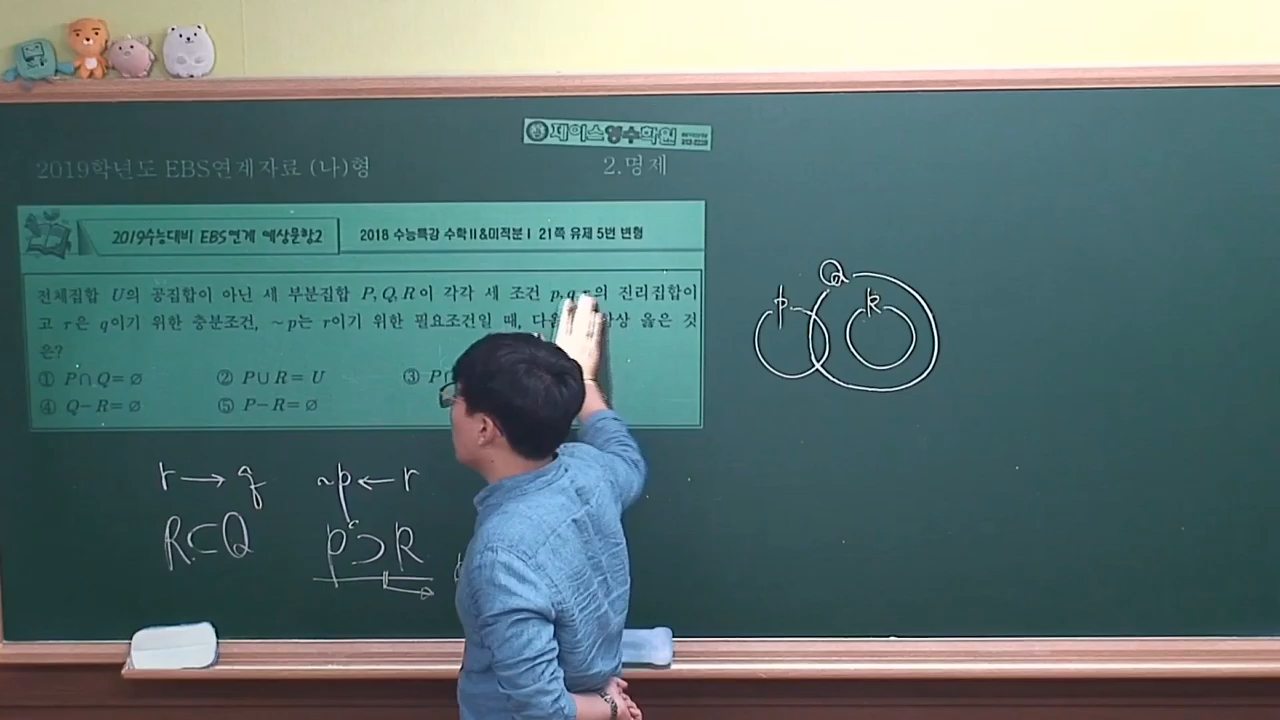 제이스영수학원
2019학년도 EBS연계자료 (나)형
2.명제
2019수능대비 EBS연계 예상문항2
2018 수능특강 수학Ⅱ&미적분Ⅰ 21쪽 유제 5번 변형
전체집합 U의 공집합이 아닌 세 부분집합 P, Q, R이 각각 세 조건 p, q, r의 진리집합이
고 r은 q이기 위한 충분조건, ~p는 r이기 위한 필요조건일 때, 옳은 것
은?
① P∩Q=∅ ② P∪R=U ③ P∩
④ Q-R=∅ ⑤ P-R=∅
r → q ~p ← r
R⊂Q Pᶜ⊃R
Q
P R